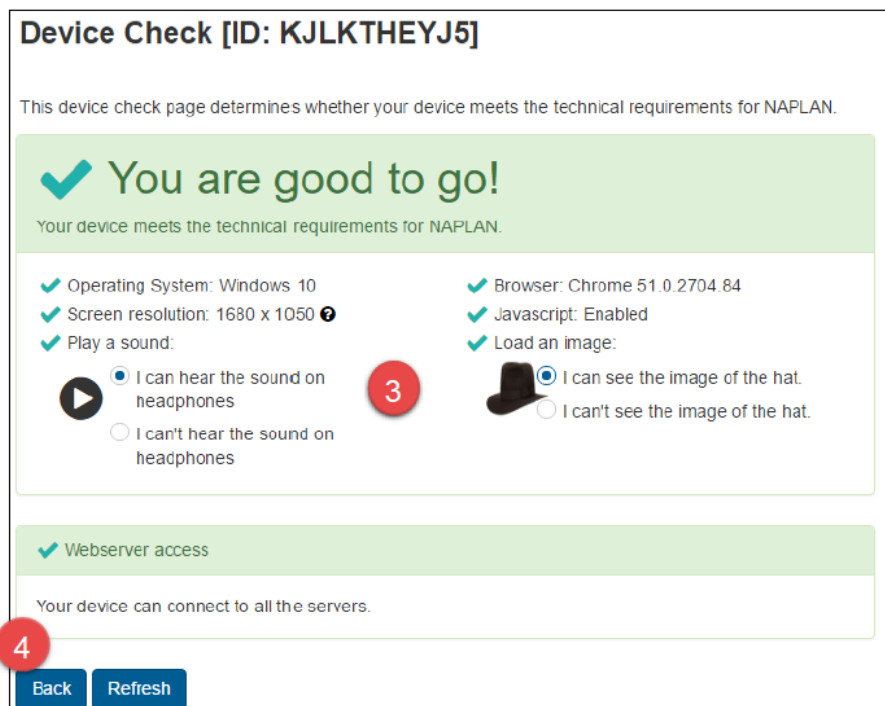 Device Check [ID: KJLKTHEYJ5]
This device check page determines whether your device meets the technical requirements for NAPLAN.
You are good to go!
Your device meets the technical requirements for NAPLAN.
Operating System: Windows 10
Screen resolution: 1680 x 1050 ?
Play a sound:
I can hear the sound on
headphones
I can't hear the sound on
headphones
3
Browser: Chrome 51.0.2704.84
Javascript: Enabled
Load an image:
I can see the image of the hat.
I can't see the image of the hat.
Webserver access
Your device can connect to all the servers.
4
Back Refresh